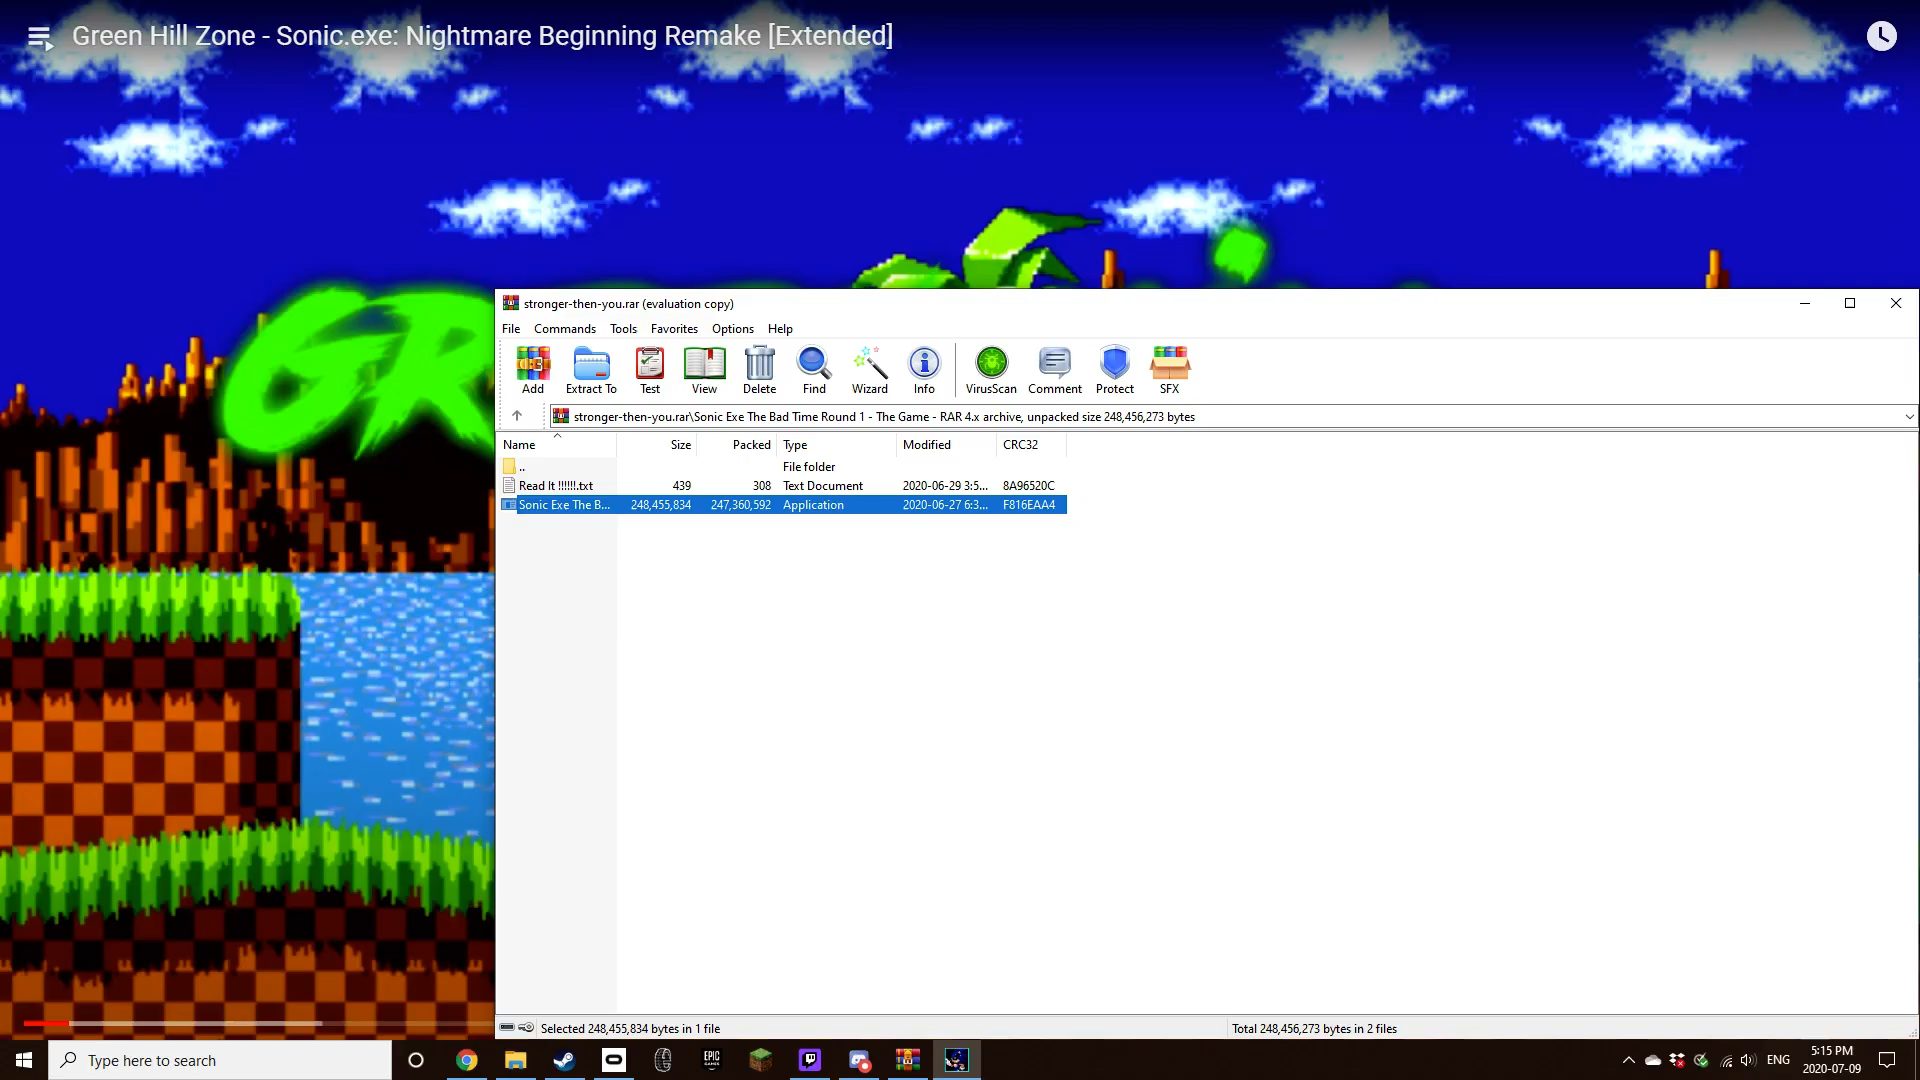 Green Hill Zone - Sonic.exe: Nightmare Beginning Remake [Extended]
GR
stronger-then-you.rar (evaluation copy)
File Commands Tools Favorites Options Help
Add Extract To Test View Delete Find Wizard Info VirusScan Comment Protect SFX
stronger-then-you.rar\Sonic Exe The Bad Time Round 1 - The Game - RAR 4.x archive, unpacked size 248,456,273 bytes
Name Size Packed Type Modified CRC32
.. File folder
Read It !!!!!!.txt 439 308 Text Document 2020-06-29 3:5... 8A96520C
Sonic Exe The B... 248,455,834 247,360,592 Application 2020-06-27 6:3... F816EAA4
Selected 248,455,834 bytes in 1 file
Total 248,456,273 bytes in 2 files
Type here to search
EPIC
GAMES
ENG
5:15 PM
2020-07-09